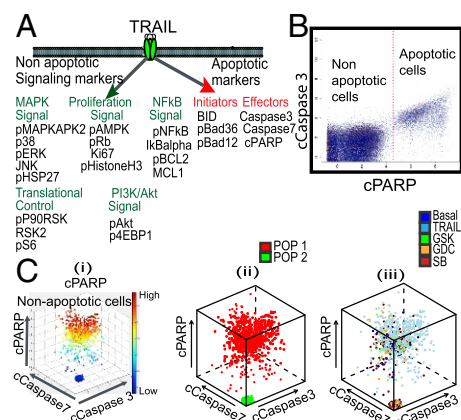 A
TRAIL
Non apoptotic
Signaling markers
Apoptotic
markers
MAPK
Signal
pMAPKAPK2
p38
pERK
JNK
pHSP27
Proliferation
Signal
pAMPK
pRb
Ki67
pHistoneH3
NFkB
Signal
pNFkB
IkBalpha
pBCL2
MCL1
Initiators
BID
pBad36
pBad12
Effectors
Caspase3
Caspase7
cPARP
Translational
Control
pP90RSK
RSK2
pS6
PI3K/Akt
Signal
pAkt
p4EBP1
B
cCaspase 3
Non
apoptotic
cells
Apoptotic
cells
cPARP
C
(i)
cPARP
Non-apoptotic cells
High
Low
cPARP
cCaspase7
cCaspase 3
(ii)
POP 1
POP 2
cPARP
cCaspase7
cCaspase3
(iii)
Basal
TRAIL
GSK
GDC
SB
cPARP
cCaspase7
cCaspase3